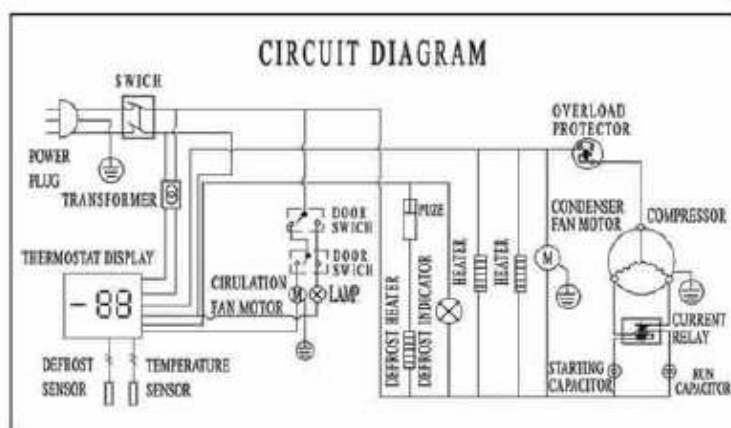 CIRCUIT DIAGRAM
SWICH
OVERLOAD
PROTECTOR
POWER
PLUG
TRANSFORMER
DOOR
SWICH
FUZE
CONDENSER
FAN MOTOR
COMPRESSOR
THERMOSTAT DISPLAY
DOOR
SWICH
CIRULATION
FAN MOTOR
M
LAMP
M
-88
DEFROST HEATER
DEFROST INDICATOR
HEATER
HEATER
CURRENT
RELAY
DEFROST
SENSOR
TEMPERATURE
SENSOR
STARTING
CAPACITOR
RUN
CAPACITOR